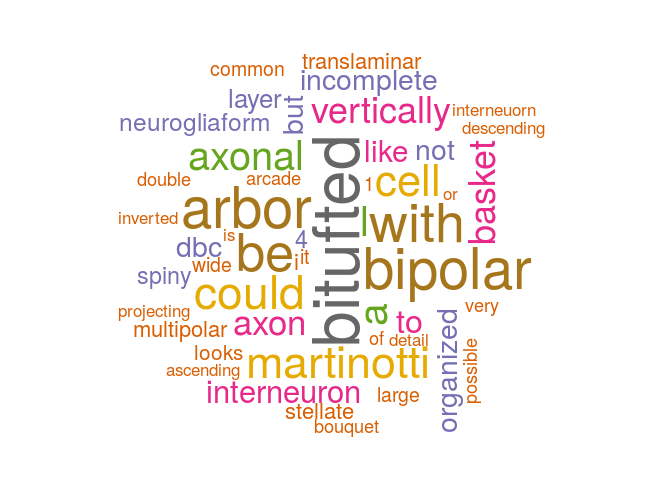 translaminar
common
incomplete
layer
but
vertically
interneuorn
neurogliaform
descending
bitufted
like
not
basket
axonal
double
arcade
1
cell
or
arbor
l
with
inverted
is
4
dbc
be
it
i
wide
bipolar
spiny
could
a
very
projecting
axon
to
multipolar
organized
of
detail
possible
looks
martinotti
ascending
interneuron
large
stellate
bouquet